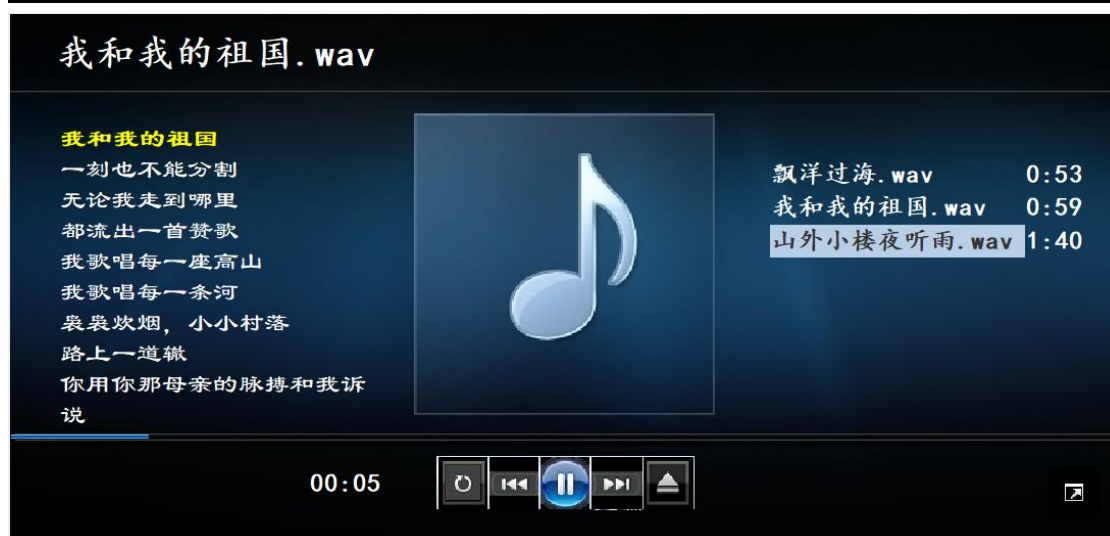 我和我的祖国.wav
我和我的祖国
一刻也不能分割
无论我走到哪里
都流出一首赞歌
我歌唱每一座高山
我歌唱每一条河
袅袅炊烟，小小村落
路上一道辙
你用你那母亲的脉搏和我诉
说
飘洋过海.wav 0:53
我和我的祖国.wav 0:59
山外小楼夜听雨.wav 1:40
00:05